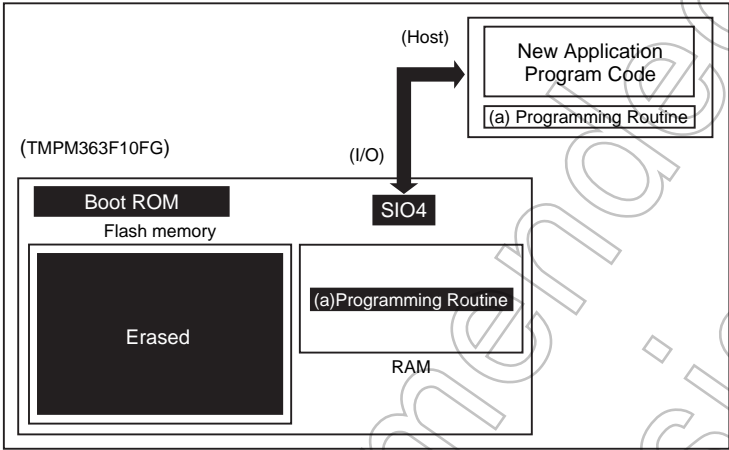 (Host)
New Application
Program Code
(a) Programming Routine
(TMPM363F10FG)
(I/O)
Boot ROM
SIO4
Flash memory
(a)Programming Routine
Erased
RAM